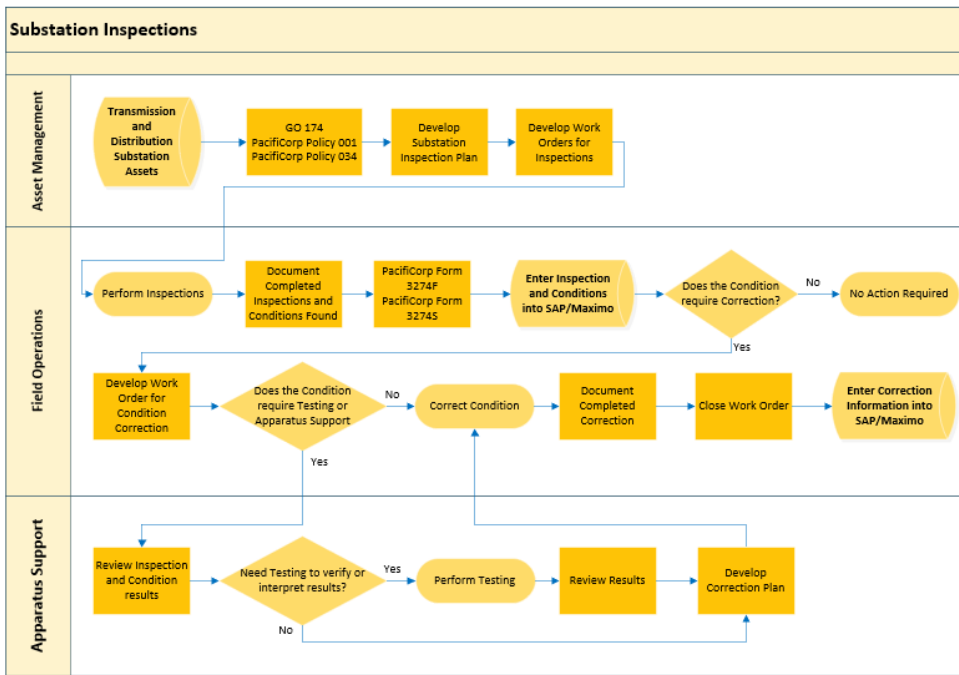 Substation Inspections
Asset Management
Transmission
and
Distribution
Substation
Assets
GO 174
PacifiCorp Policy 001
PacifiCorp Policy 034
Develop
Substation
Inspection Plan
Develop Work
Orders for
Inspections
Field Operations
Perform Inspections
Document
Completed
Inspections and
Conditions Found
PacifiCorp Form
3274F
PacifiCorp Form
3274S
Enter Inspection
and Conditions
into SAP/Maximo
Does the Condition
require Correction?
No
No Action Required
Yes
Develop Work
Order for
Condition
Correction
Does the Condition
require Testing or
Apparatus Support
No
Correct Condition
Document
Completed
Correction
Close Work Order
Enter Correction
Information into
SAP/Maximo
Yes
Apparatus Support
Review Inspection
and Condition
results
Need Testing to verify or
interpret results?
Yes
Perform Testing
Review Results
Develop
Correction Plan
No